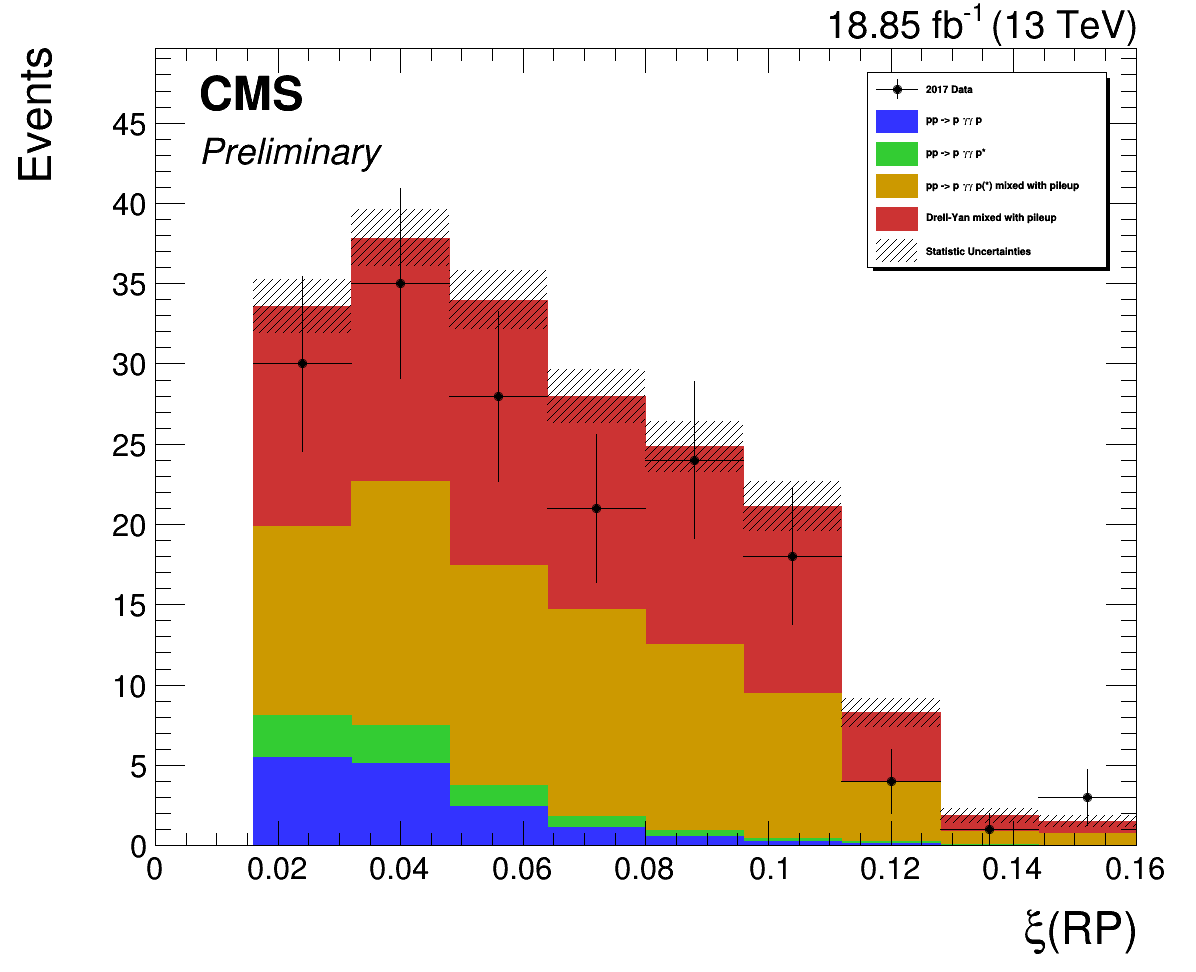 18.85 fb-1 (13 TeV)
Events
CMS
Preliminary
2017 Data
pp -> p γγ p
pp -> p γγ p*
pp -> p γγ p(*) mixed with pileup
Drell-Yan mixed with pileup
Statistic Uncertainties
45
40
35
30
25
20
15
10
5
0
0 0.02 0.04 0.06 0.08 0.1 0.12 0.14 0.16
ξ(RP)